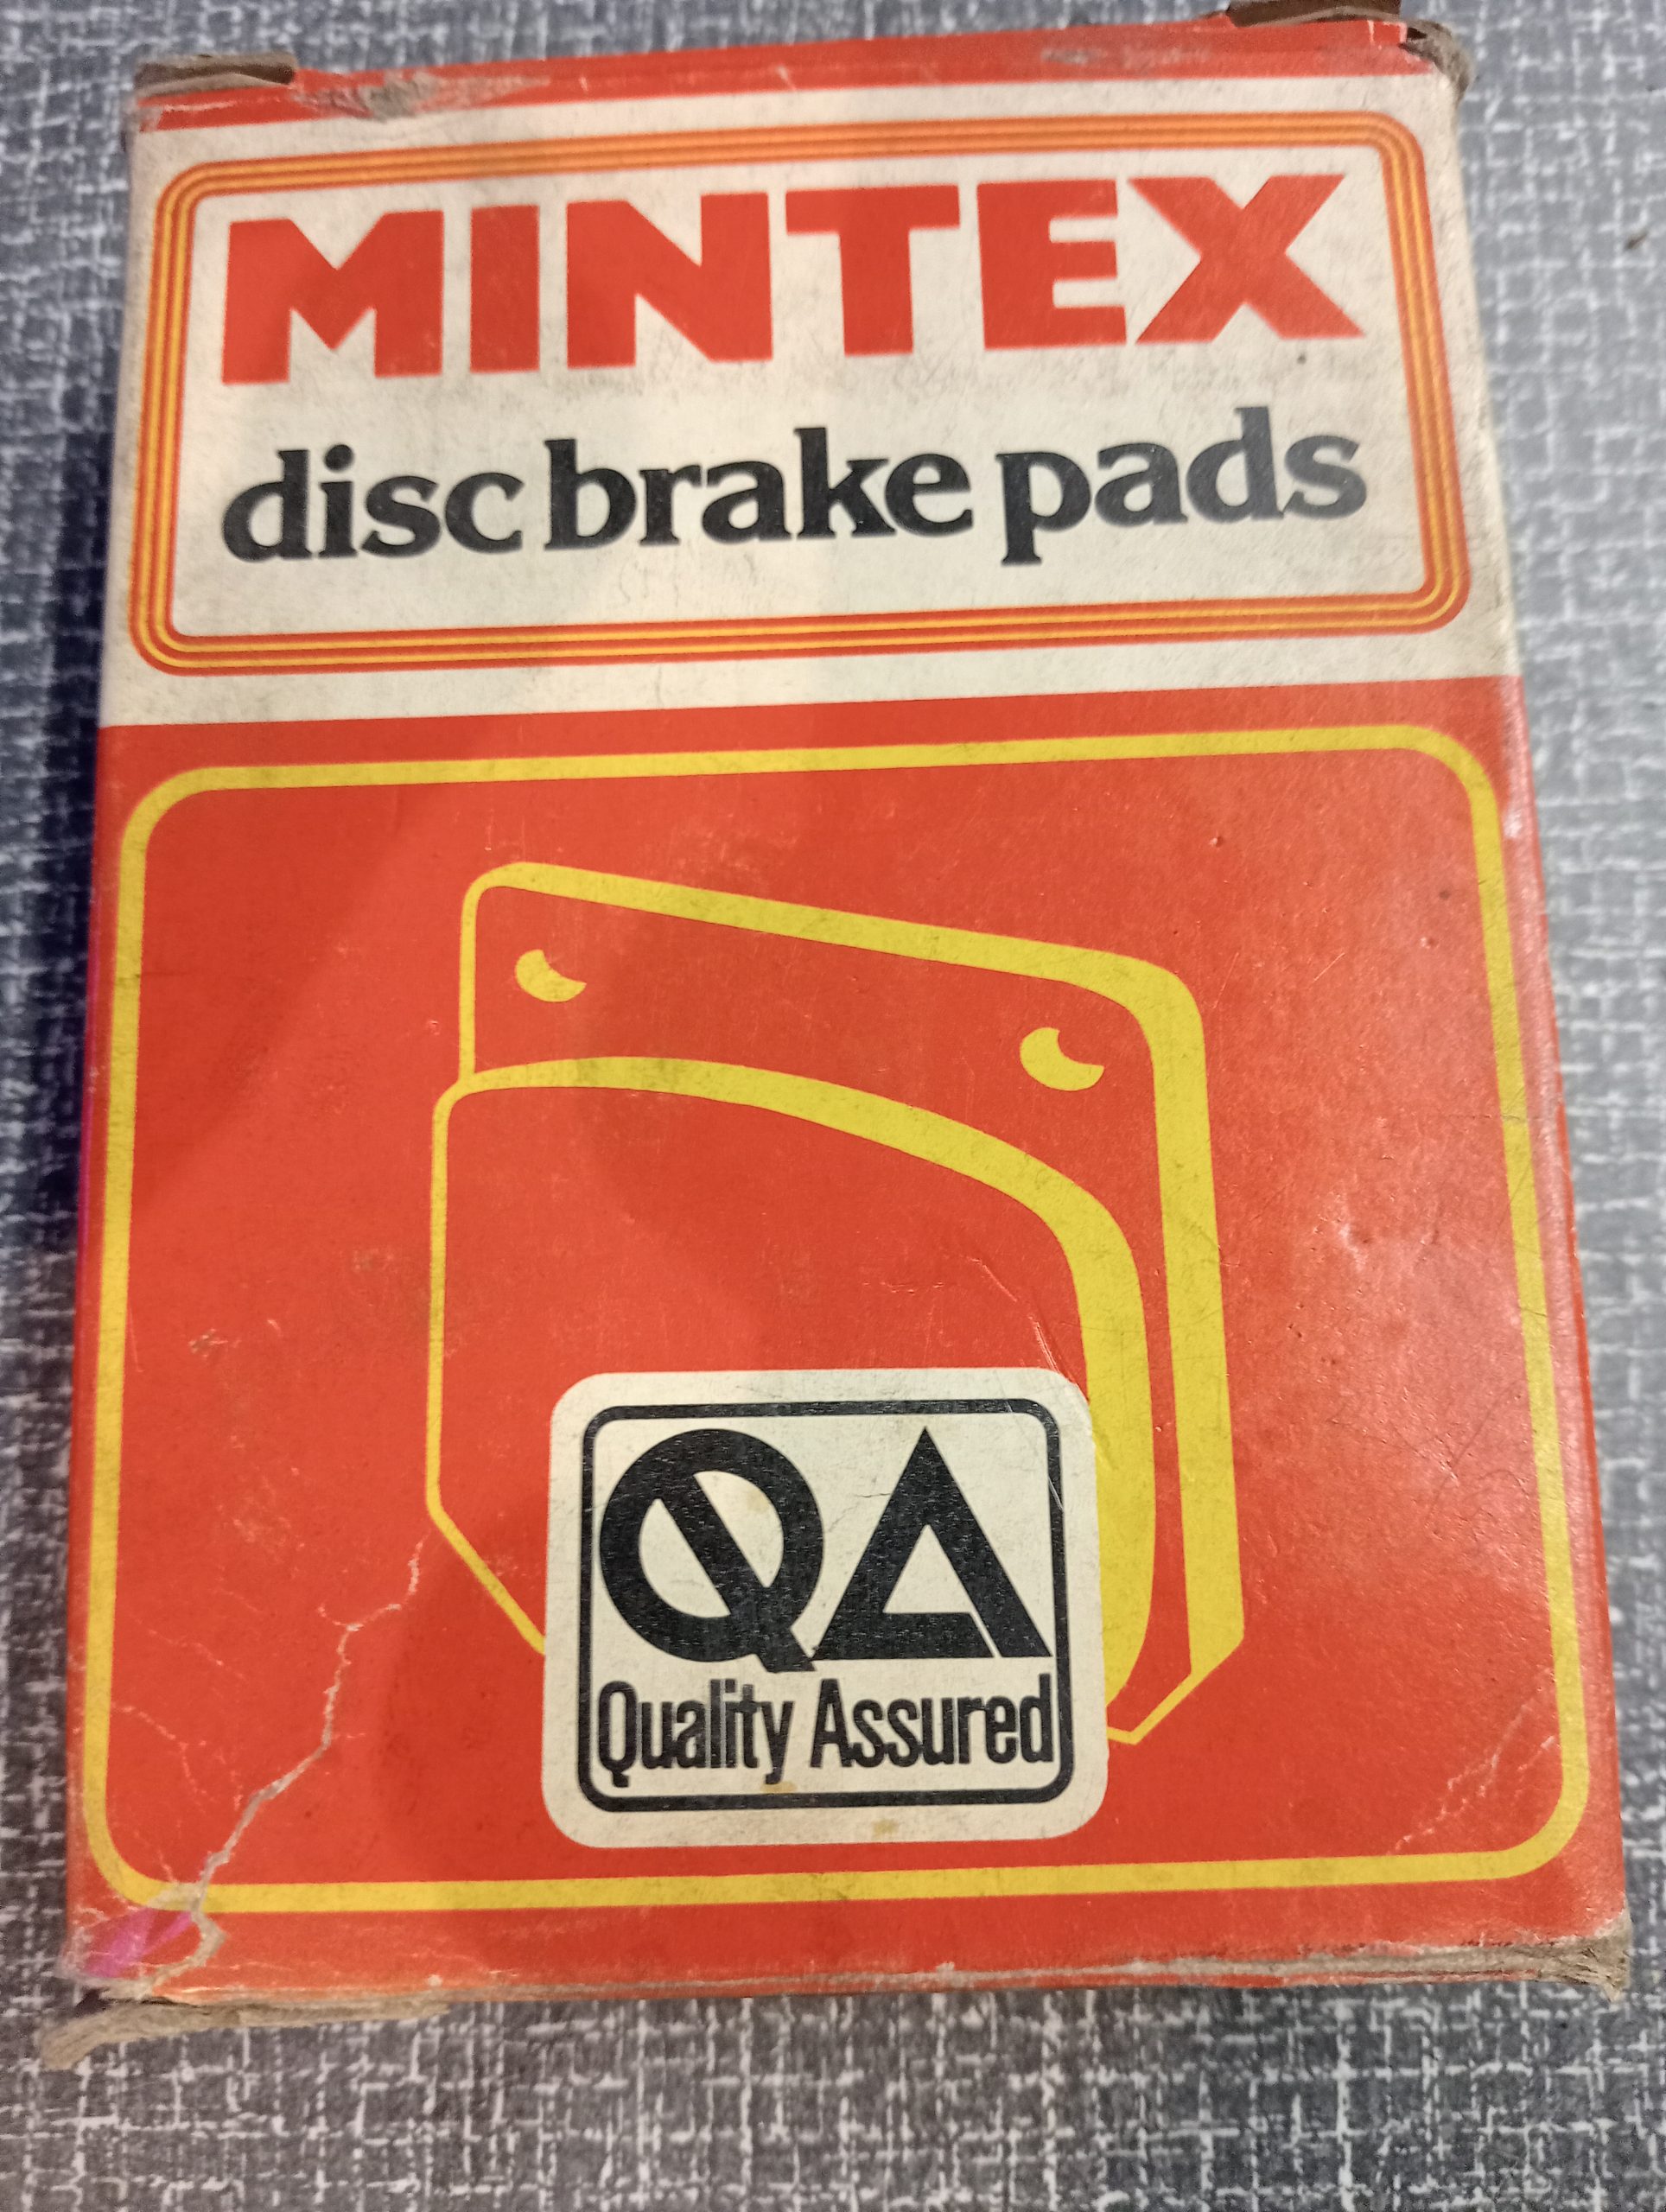 MINTEX
disc brake pads
QA
Quality Assured